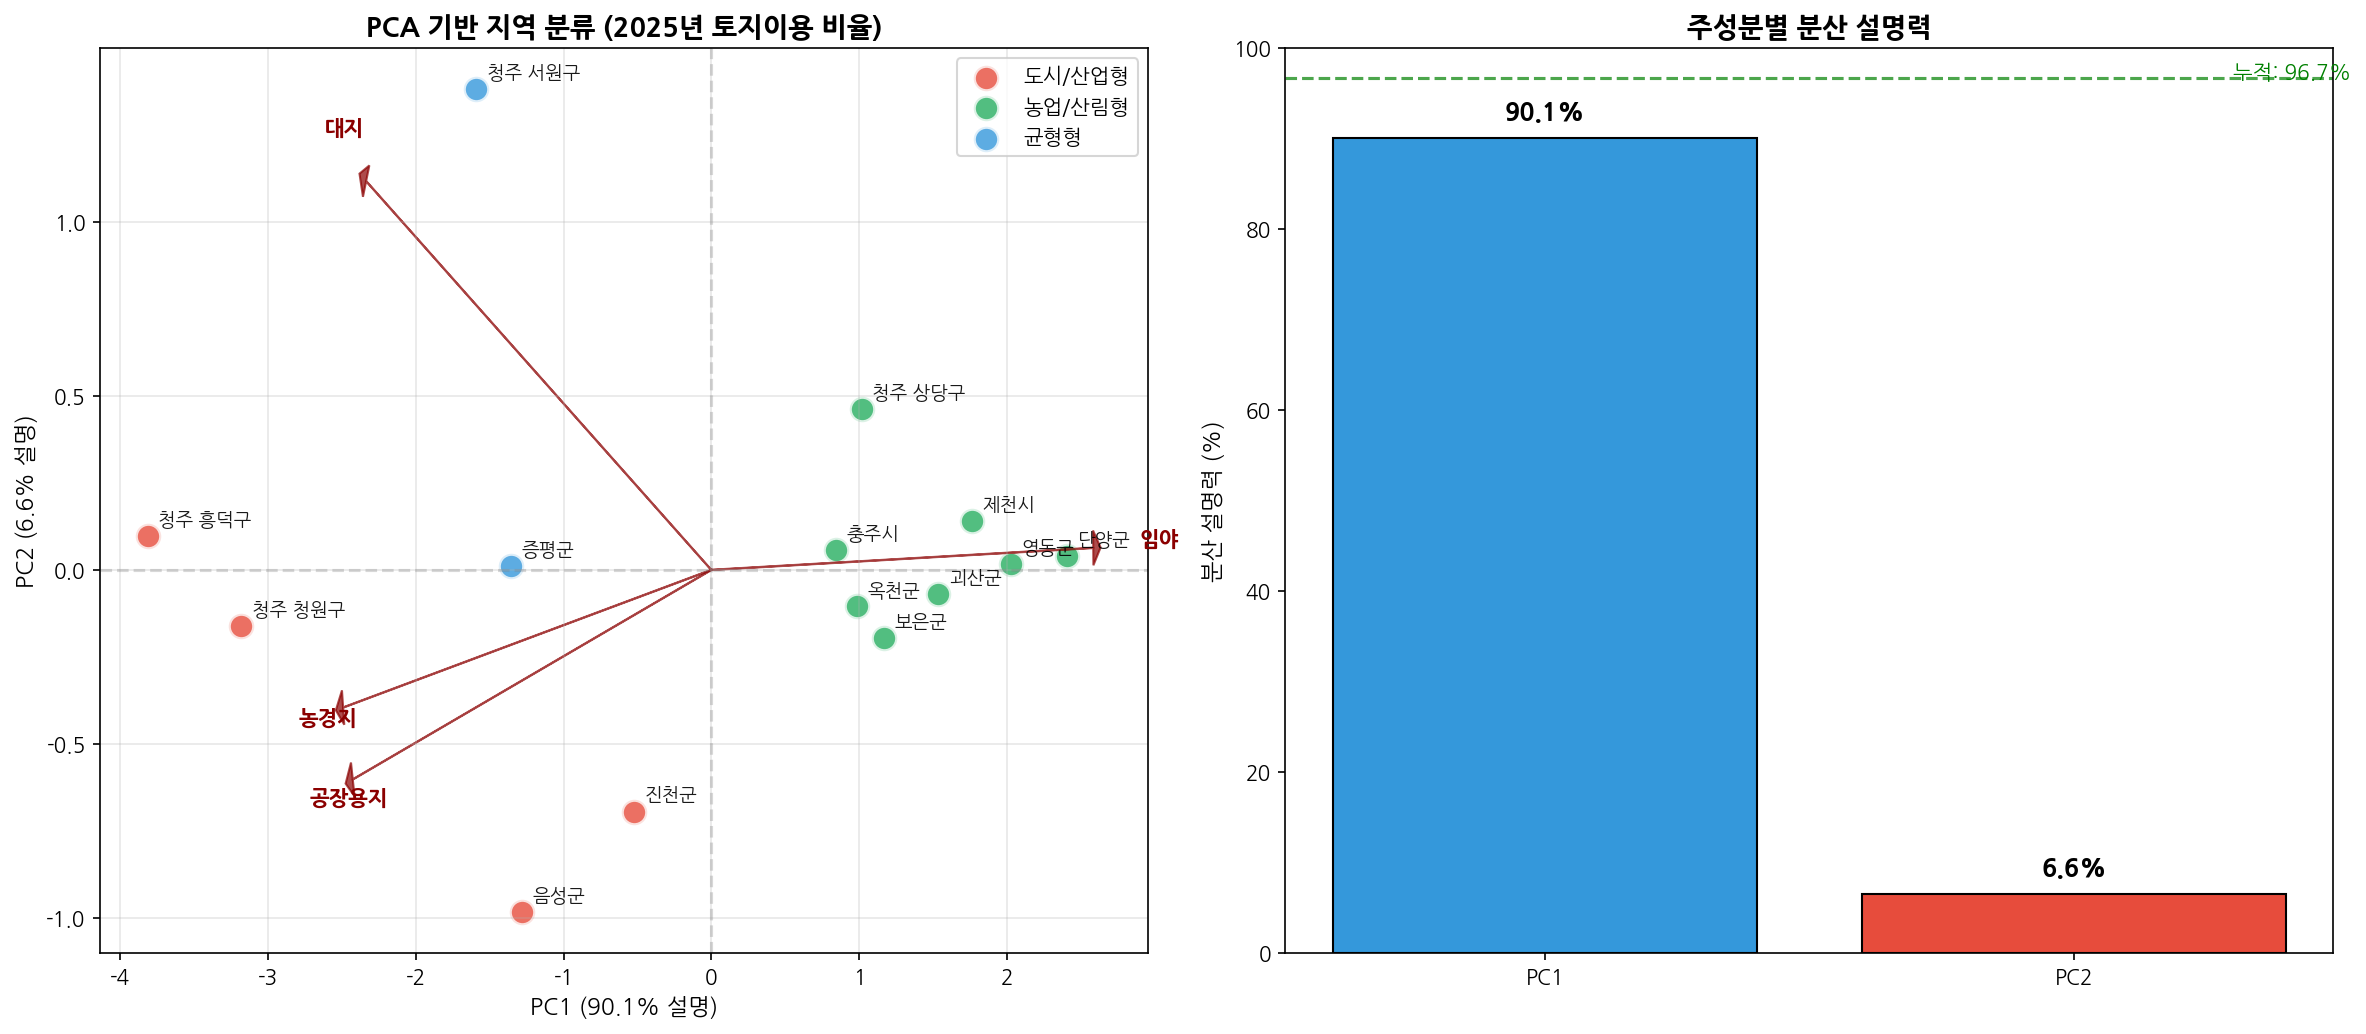 PCA 기반 지역 분류 (2025년 토지이용 비율)
도시/산업형
농업/산림형
균형형
청주 서원구
대지
청주 상당구
제천시
청주 흥덕구
충주시
영동군
단양군
임야
증평군
괴산군
옥천군
청주 청원구
보은군
농경지
공장용지
진천군
음성군
1.0
0.5
0.0
-0.5
-1.0
PC2 (6.6% 설명)
-4 -3 -2 -1 0 1 2
PC1 (90.1% 설명)
주성분별 분산 설명력
누적: 96.7%
90.1%
6.6%
100
80
60
40
20
0
분산 설명력 (%)
PC1 PC2